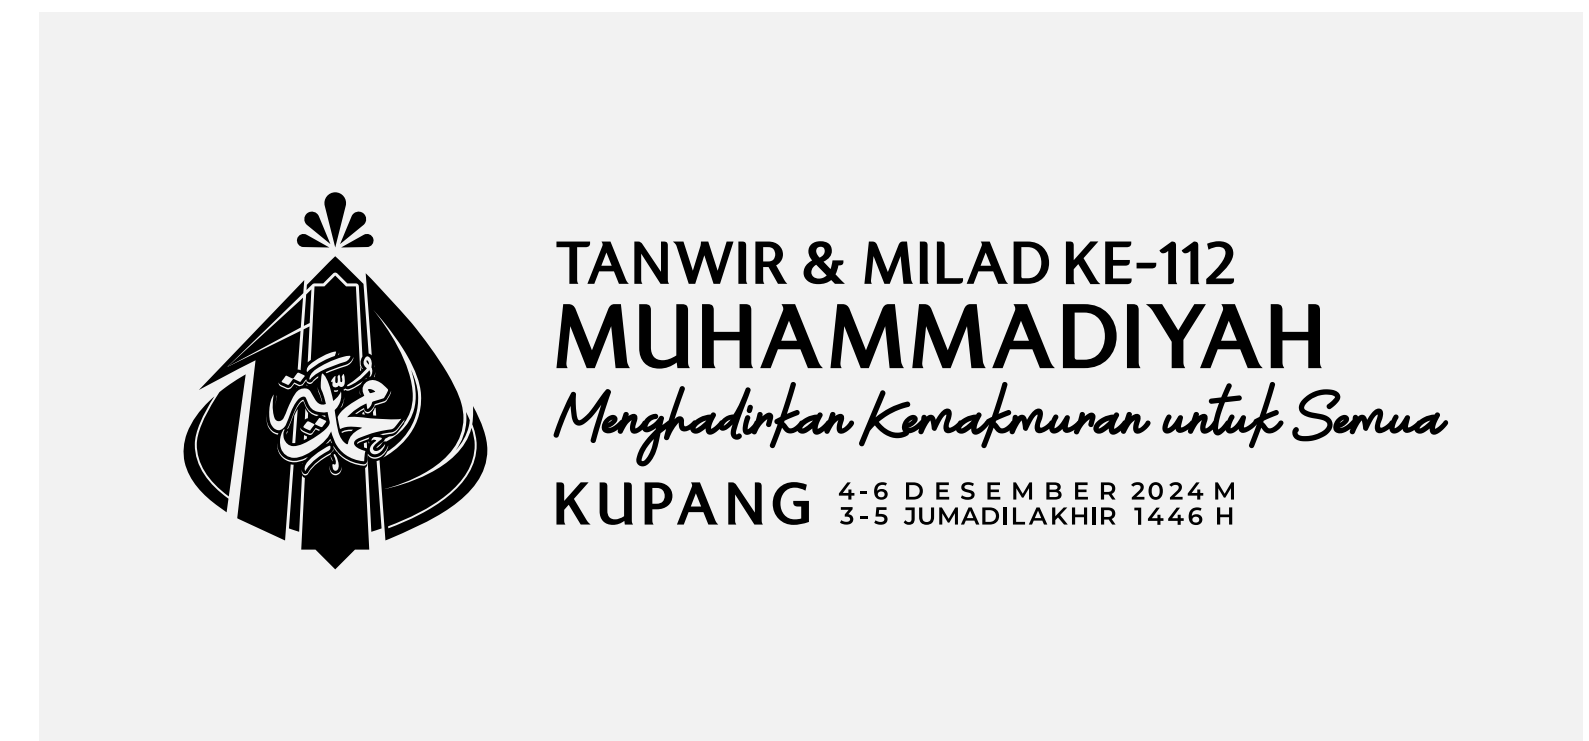 محمدية
TANWIR & MILAD KE-112
MUHAMMADIYAH
Menghadirkan Kemakmuran untuk Semua
KUPANG
4-6 DESEMBER 2024 M
3-5 JUMADILAKHIR 1446 H